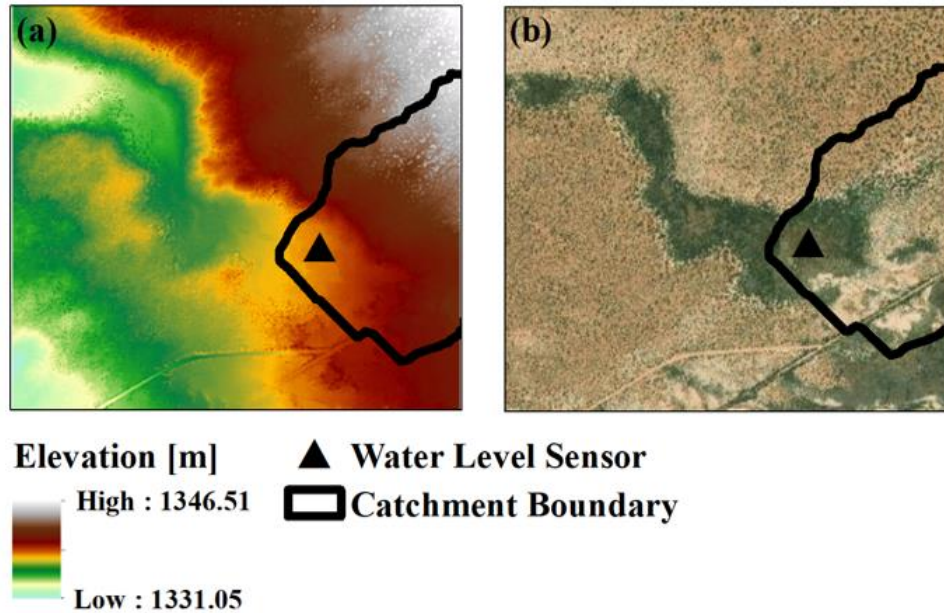 (a)
(b)
Elevation [m]
High : 1346.51
Low : 1331.05
Water Level Sensor
Catchment Boundary